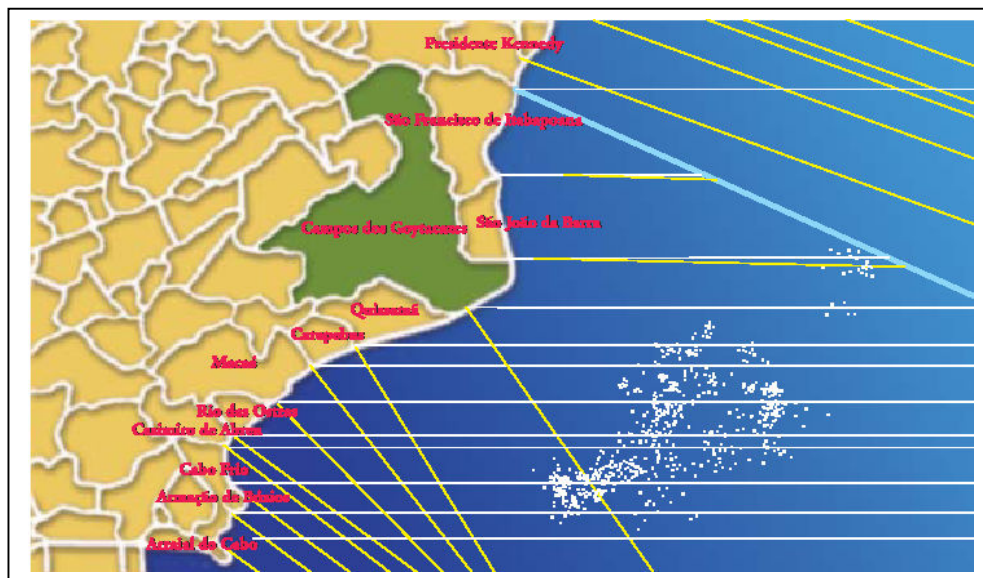 Presidente Kennedy
São Francisco de Itabapoana
Campos dos Goytacazes
São João da Barra
Quissamã
Carapebus
Macaé
Rio das Ostras
Casimiro de Abreu
Cabo Frio
Armação de Búzios
Arraial do Cabo